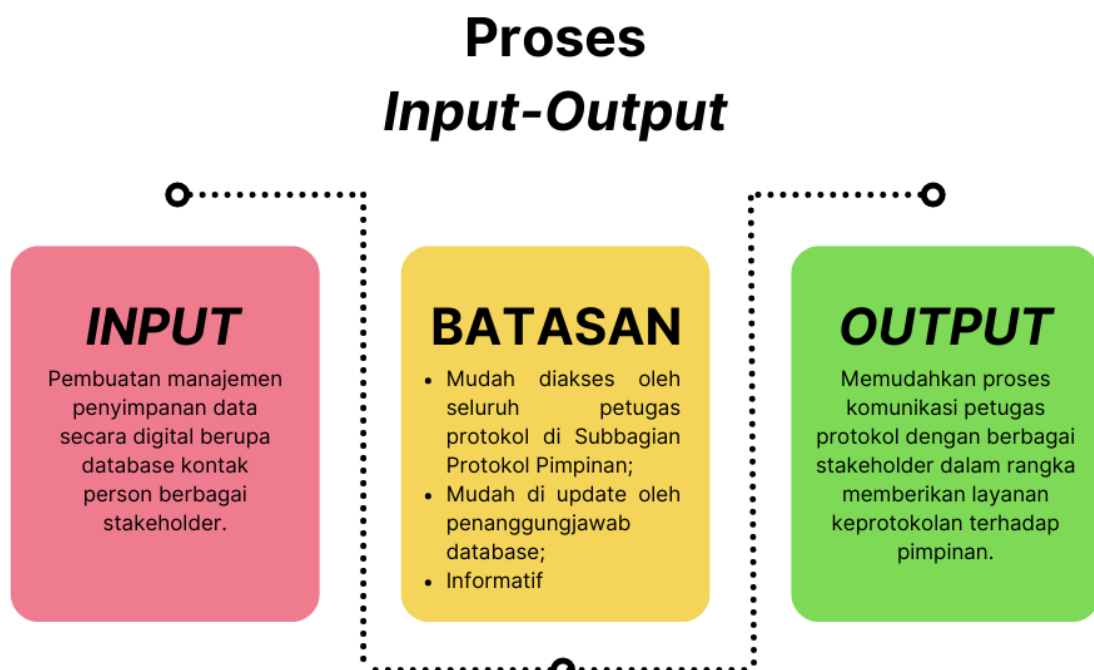 Proses
Input-Output
INPUT
Pembuatan manajemen
penyimpanan data
secara digital berupa
database kontak
person berbagai
stakeholder.
BATASAN
• Mudah diakses oleh
seluruh petugas
protokol di Subbagian
Protokol Pimpinan;
• Mudah di update oleh
penanggungjawab
database;
• Informatif
OUTPUT
Memudahkan proses
komunikasi petugas
protokol dengan berbagai
stakeholder dalam rangka
memberikan layanan
keprotokolan terhadap
pimpinan.